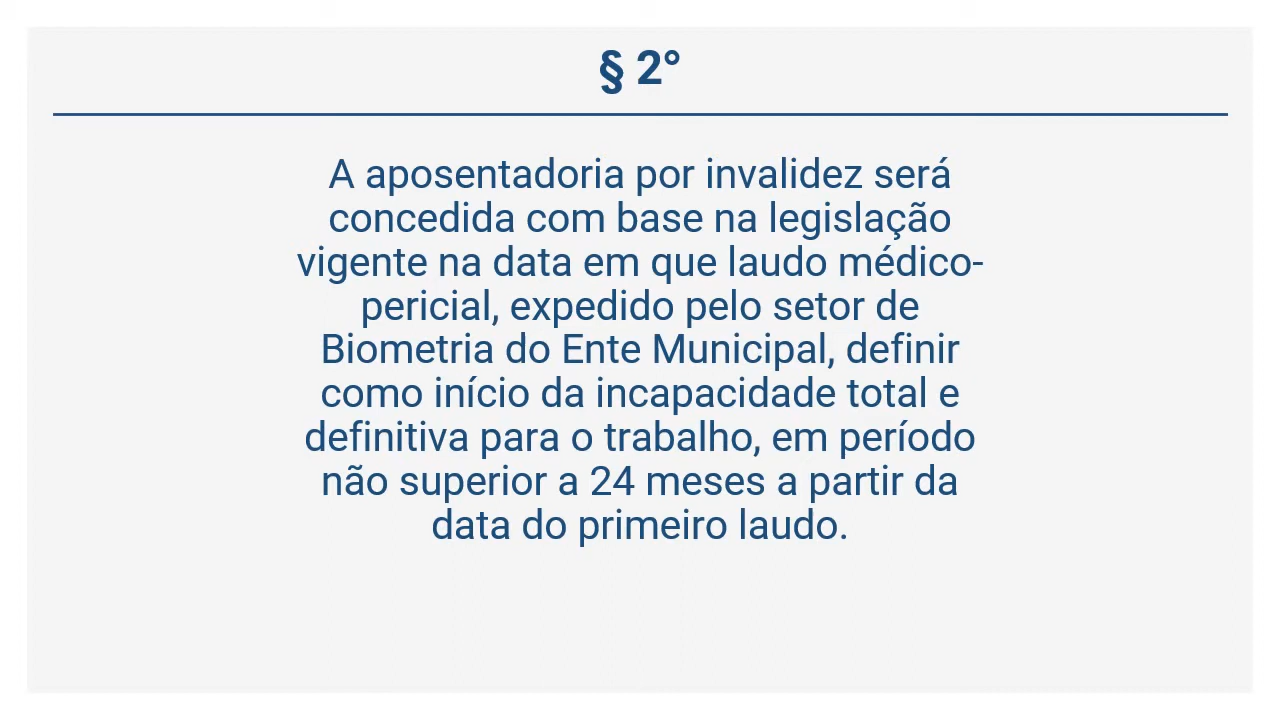 § 2°
A aposentadoria por invalidez será
concedida com base na legislação
vigente na data em que laudo médico-
pericial, expedido pelo setor de
Biometria do Ente Municipal, definir
como início da incapacidade total e
definitiva para o trabalho, em período
não superior a 24 meses a partir da
data do primeiro laudo.